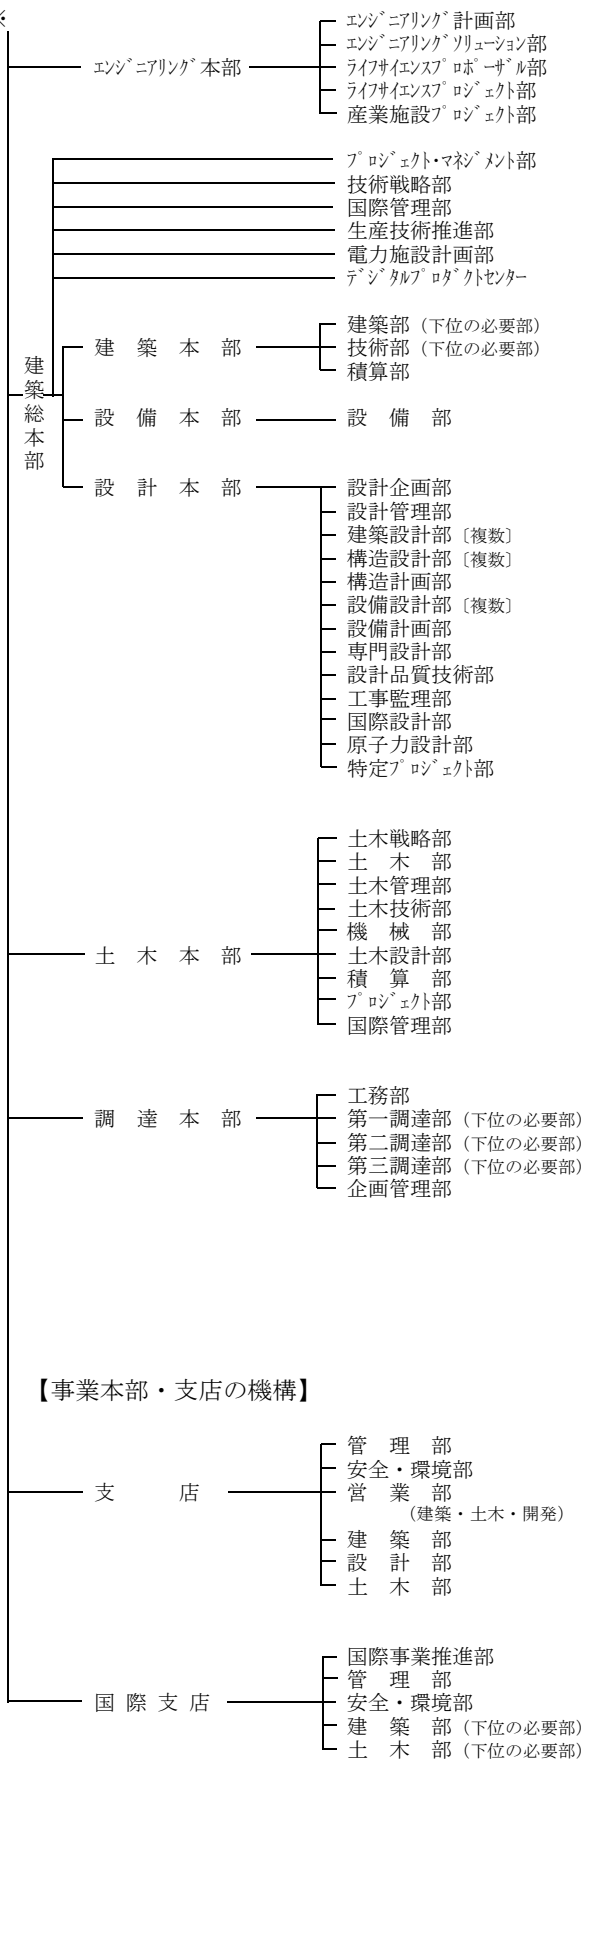 ※
エンジニアリング計画部
エンジニアリングソリューション部
エンジニアリング本部
ライフサイエンスプロポーザル部
ライフサイエンスプロジェクト部
産業施設プロジェクト部
プロジェクト・マネジメント部
技術戦略部
国際管理部
生産技術推進部
電力施設計画部
デジタルプロダクトセンター
建築総本部
建築本部
建築部（下位の必要部）
技術部（下位の必要部）
積算部
設備本部
設備部
設計本部
設計企画部
設計管理部
建築設計部〔複数〕
構造設計部〔複数〕
構造計画部
設備設計部〔複数〕
設備計画部
専門設計部
設計品質技術部
工事監理部
国際設計部
原子力設計部
特定プロジェクト部
土木本部
土木戦略部
土木部
土木管理部
土木技術部
機械部
土木設計部
積算部
プロジェクト部
国際管理部
調達本部
工務部
第一調達部（下位の必要部）
第二調達部（下位の必要部）
第三調達部（下位の必要部）
企画管理部
【事業本部・支店の機構】
支店
管理部
安全・環境部
営業部
（建築・土木・開発）
建築部
設計部
土木部
国際支店
国際事業推進部
管理部
安全・環境部
建築部（下位の必要部）
土木部（下位の必要部）